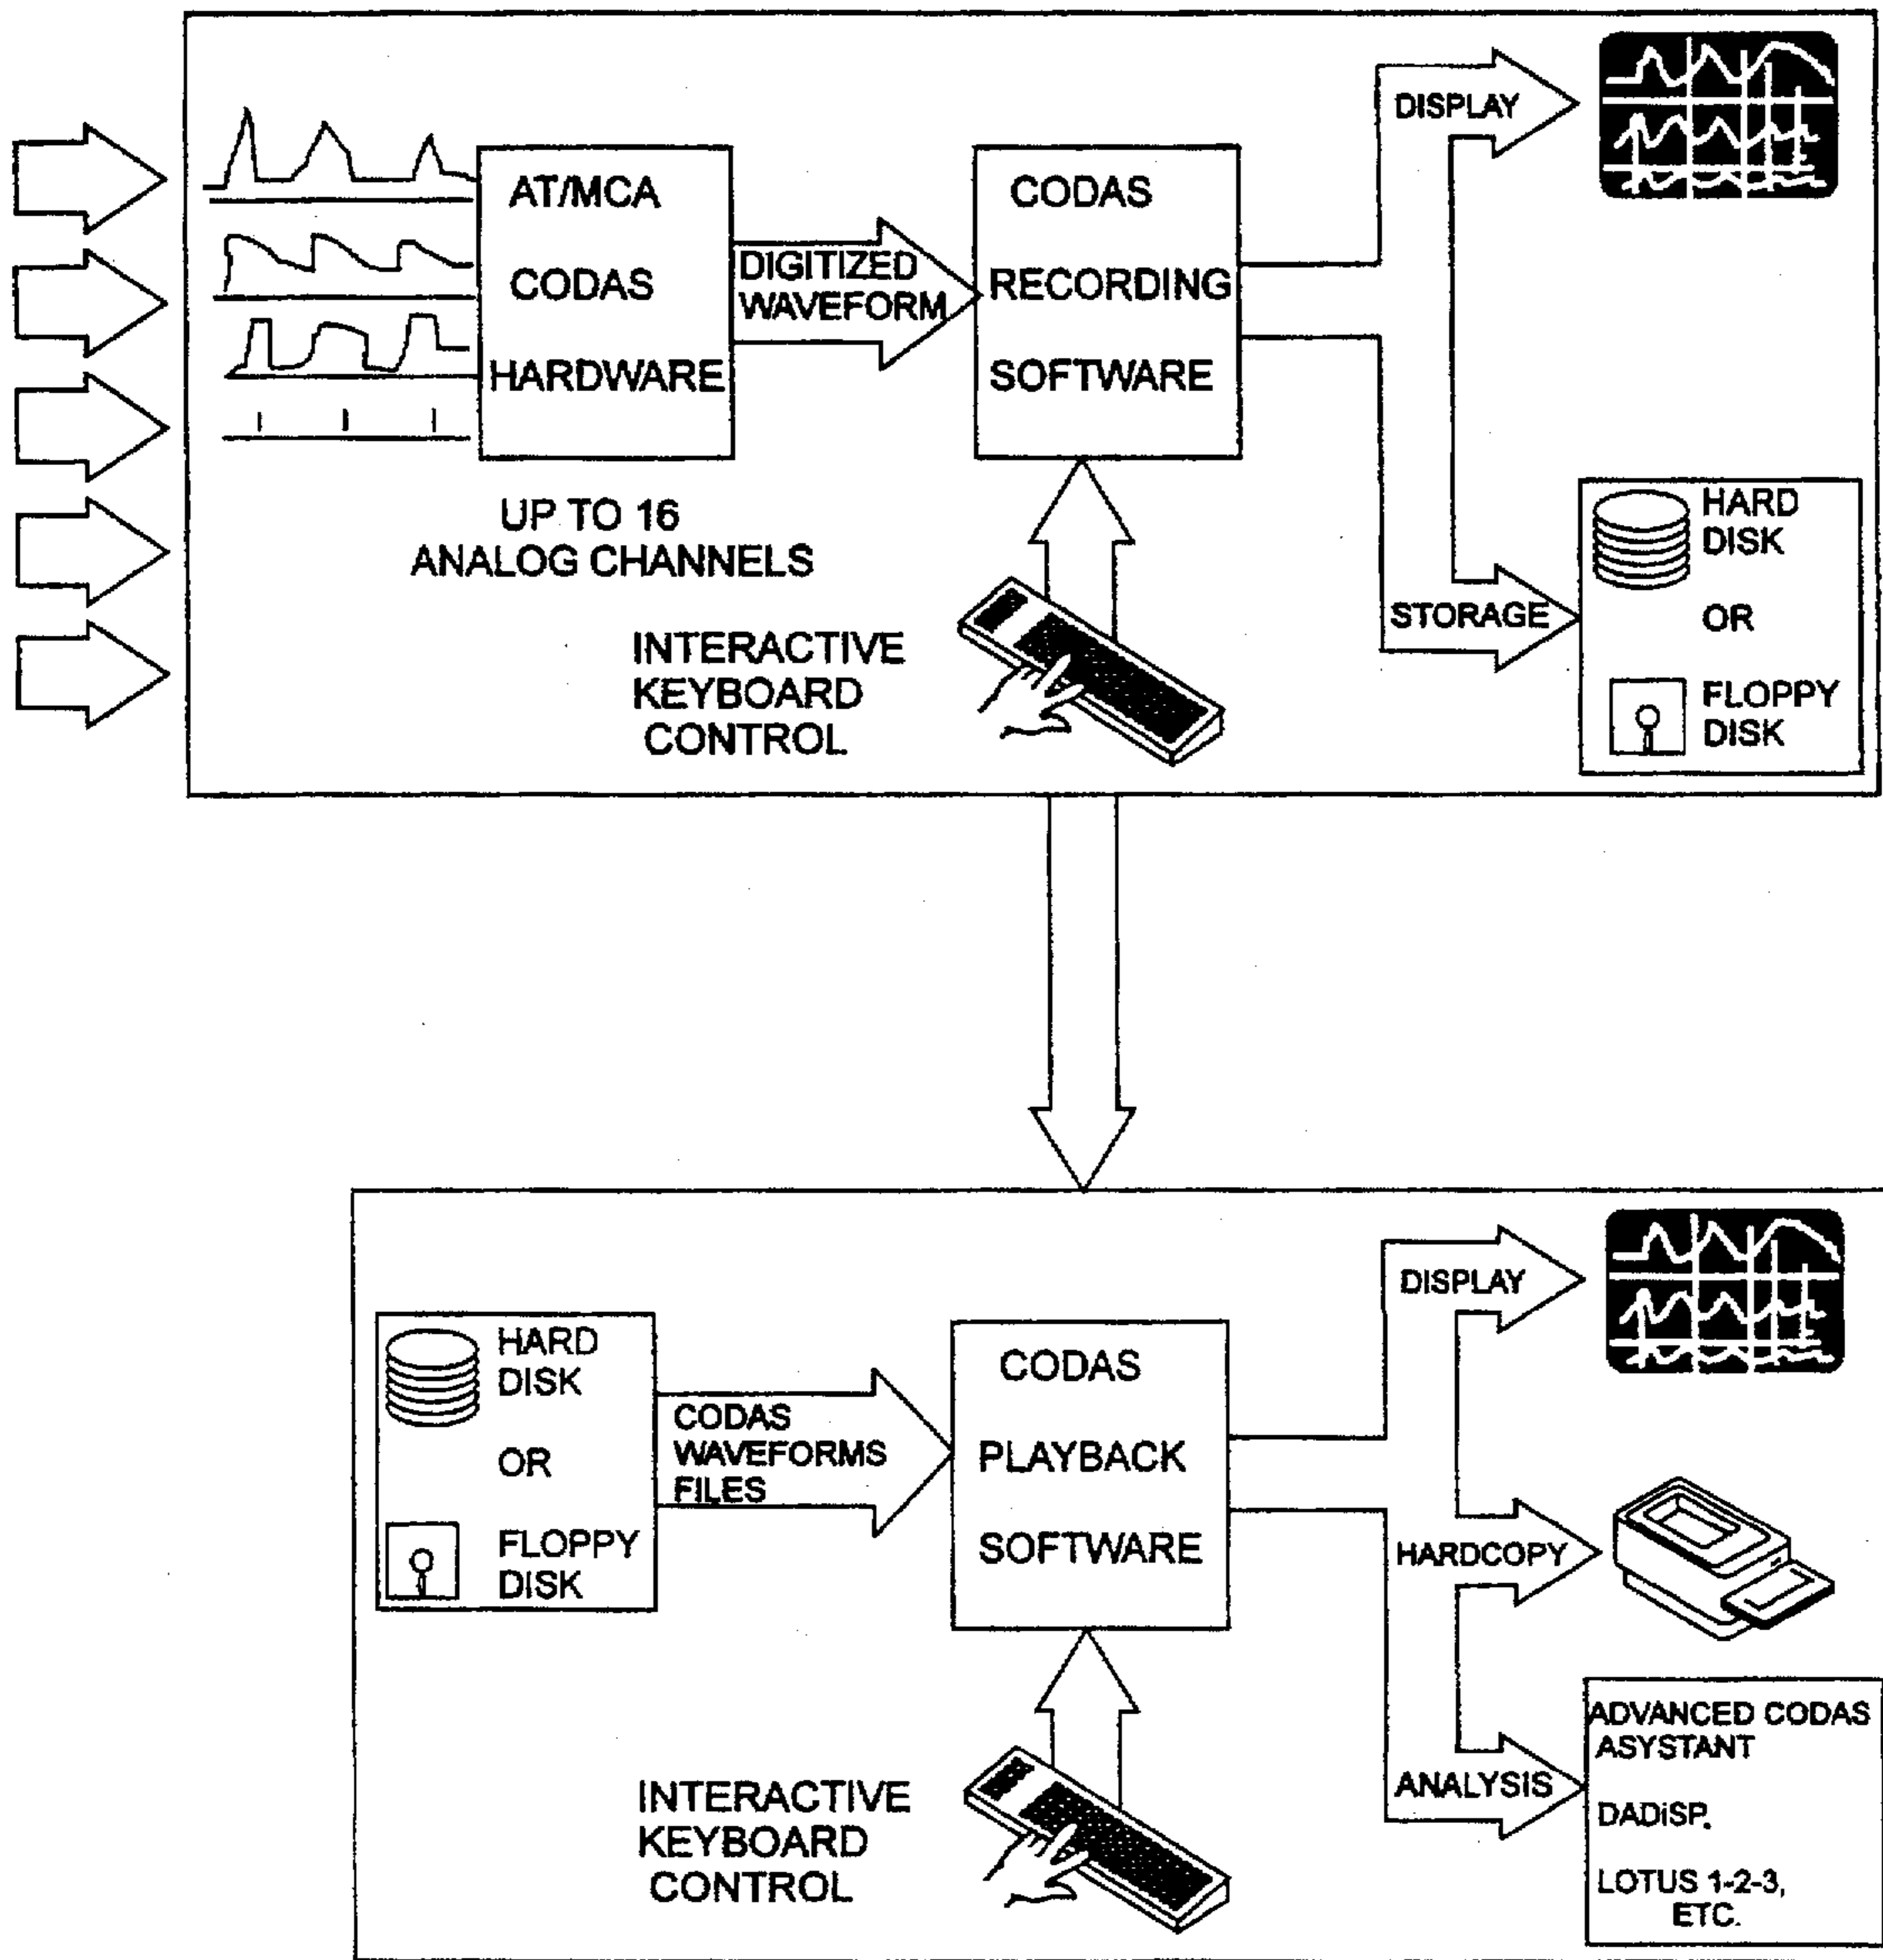 AT/MCA
CODAS
HARDWARE
DIGITIZED
WAVEFORM
CODAS
RECORDING
SOFTWARE
DISPLAY
STORAGE
HARD
DISK
OR
FLOPPY
DISK
UP TO 16
ANALOG CHANNELS
INTERACTIVE
KEYBOARD
CONTROL
HARD
DISK
OR
FLOPPY
DISK
CODAS
WAVEFORMS
FILES
CODAS
PLAYBACK
SOFTWARE
DISPLAY
HARDCOPY
ANALYSIS
ADVANCED CODAS
ASYSTANT
DADiSP.
LOTUS 1-2-3,
ETC.
INTERACTIVE
KEYBOARD
CONTROL